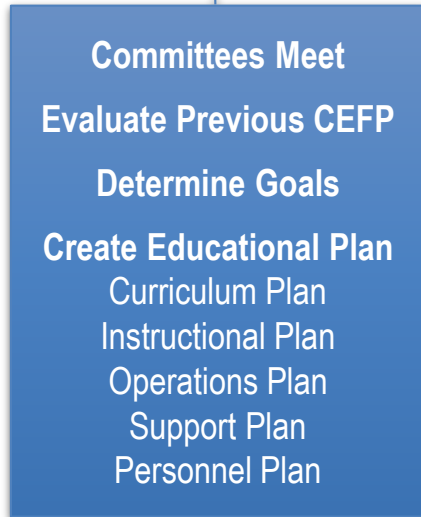 Committees Meet
Evaluate Previous CEFP
Determine Goals
Create Educational Plan
Curriculum Plan
Instructional Plan
Operations Plan
Support Plan
Personnel Plan